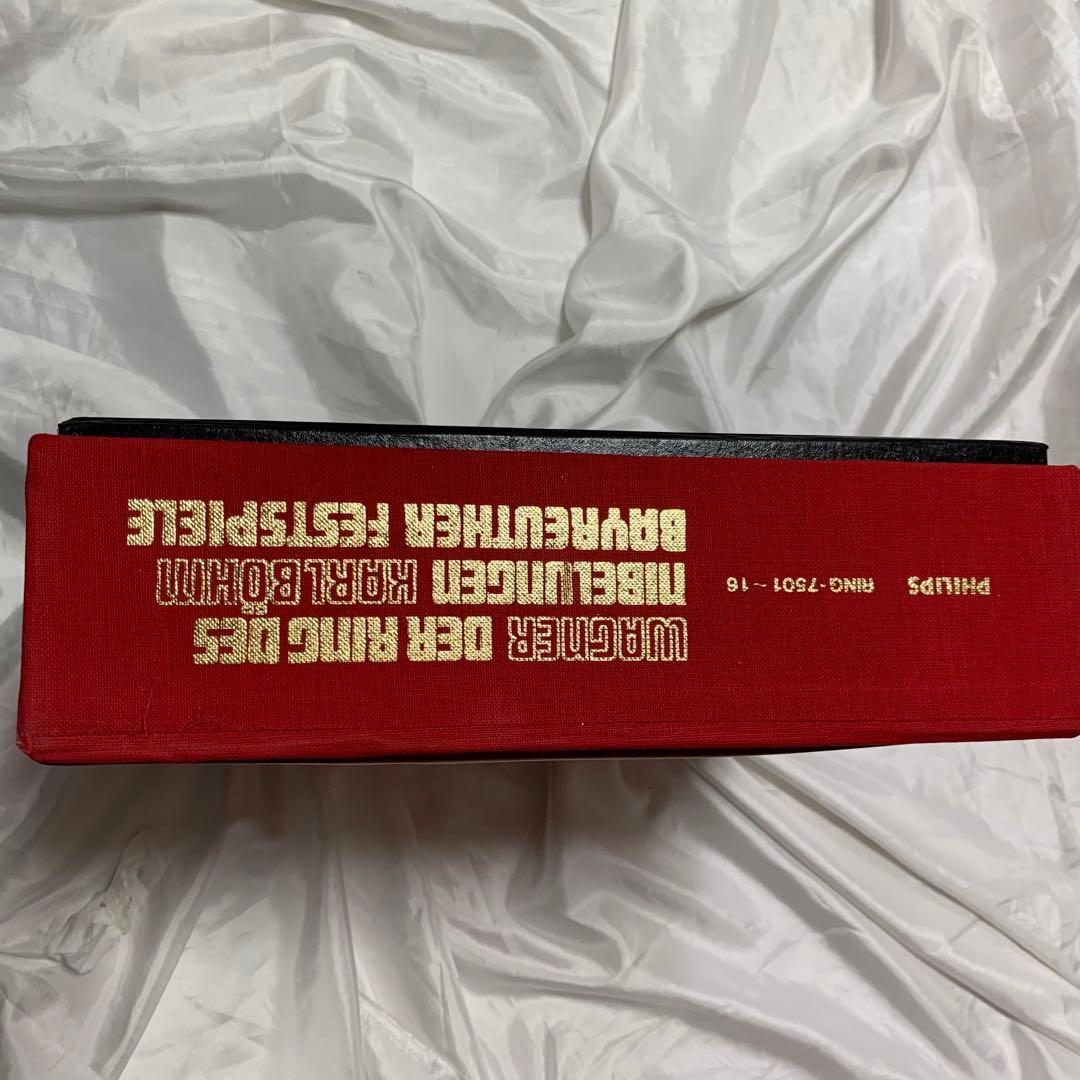 PHILIPS
RING-7501～16
WAGNER DER RING DES
NIBELUNGEN KARL BÖHM
BAYREUTHER FESTSPIELE